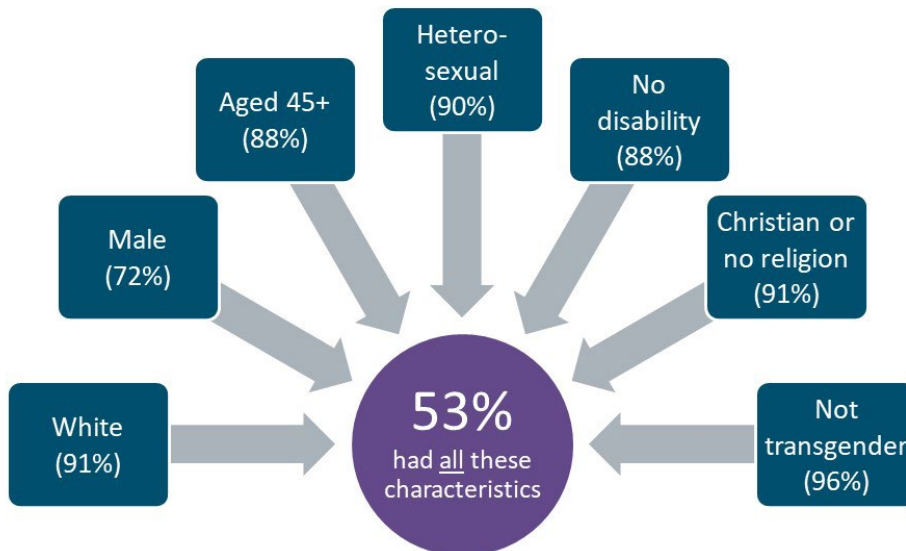 Hetero-
sexual
(90%)
Aged 45+
(88%)
No
disability
(88%)
Male
(72%)
Christian or
no religion
(91%)
White
(91%)
53%
had all these
characteristics
Not
transgender
(96%)